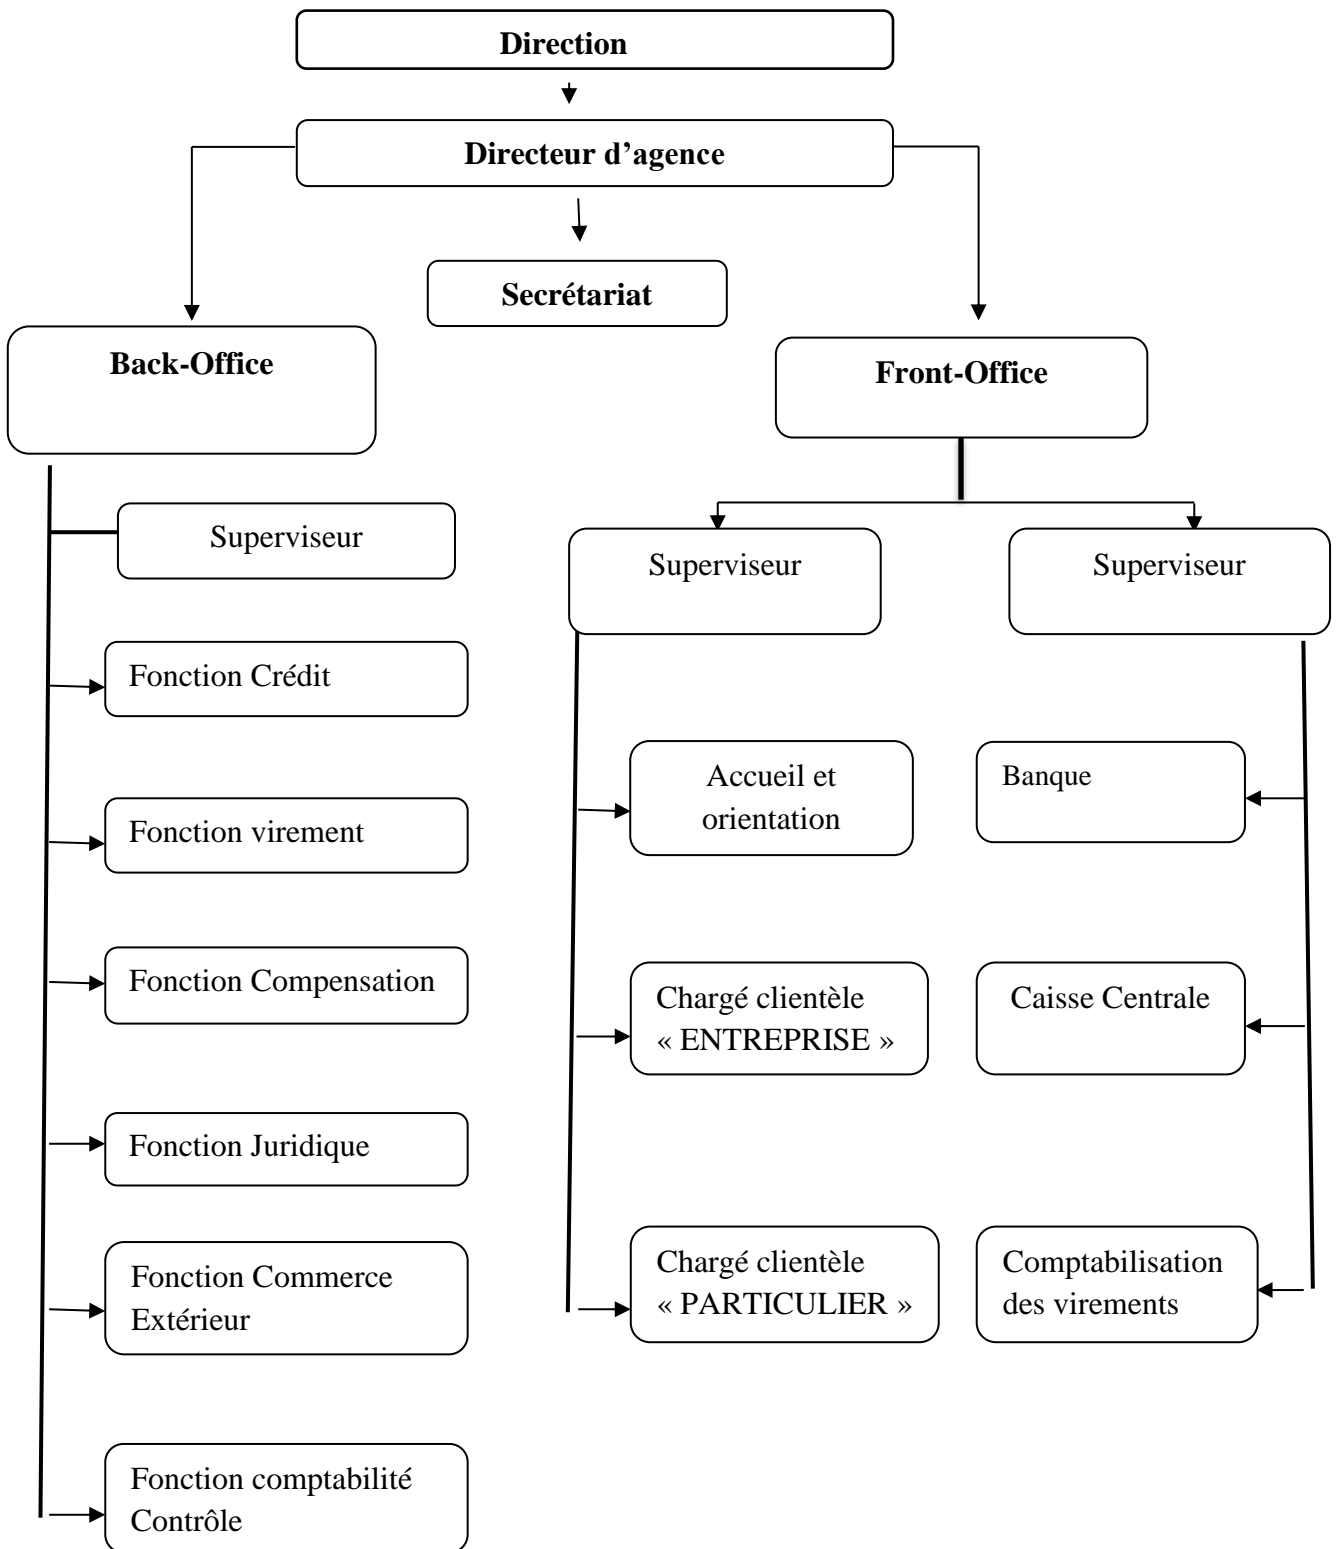 Direction
Directeur d'agence
Secrétariat
Back-Office
Front-Office
Superviseur
Superviseur
Superviseur
Fonction Crédit
Accueil et
orientation
Banque
Fonction virement
Fonction Compensation
Chargé clientèle
« ENTREPRISE »
Caisse Centrale
Fonction Juridique
Chargé clientèle
« PARTICULIER »
Comptabilisation
des virements
Fonction Commerce
Extérieur
Fonction comptabilité
Contrôle